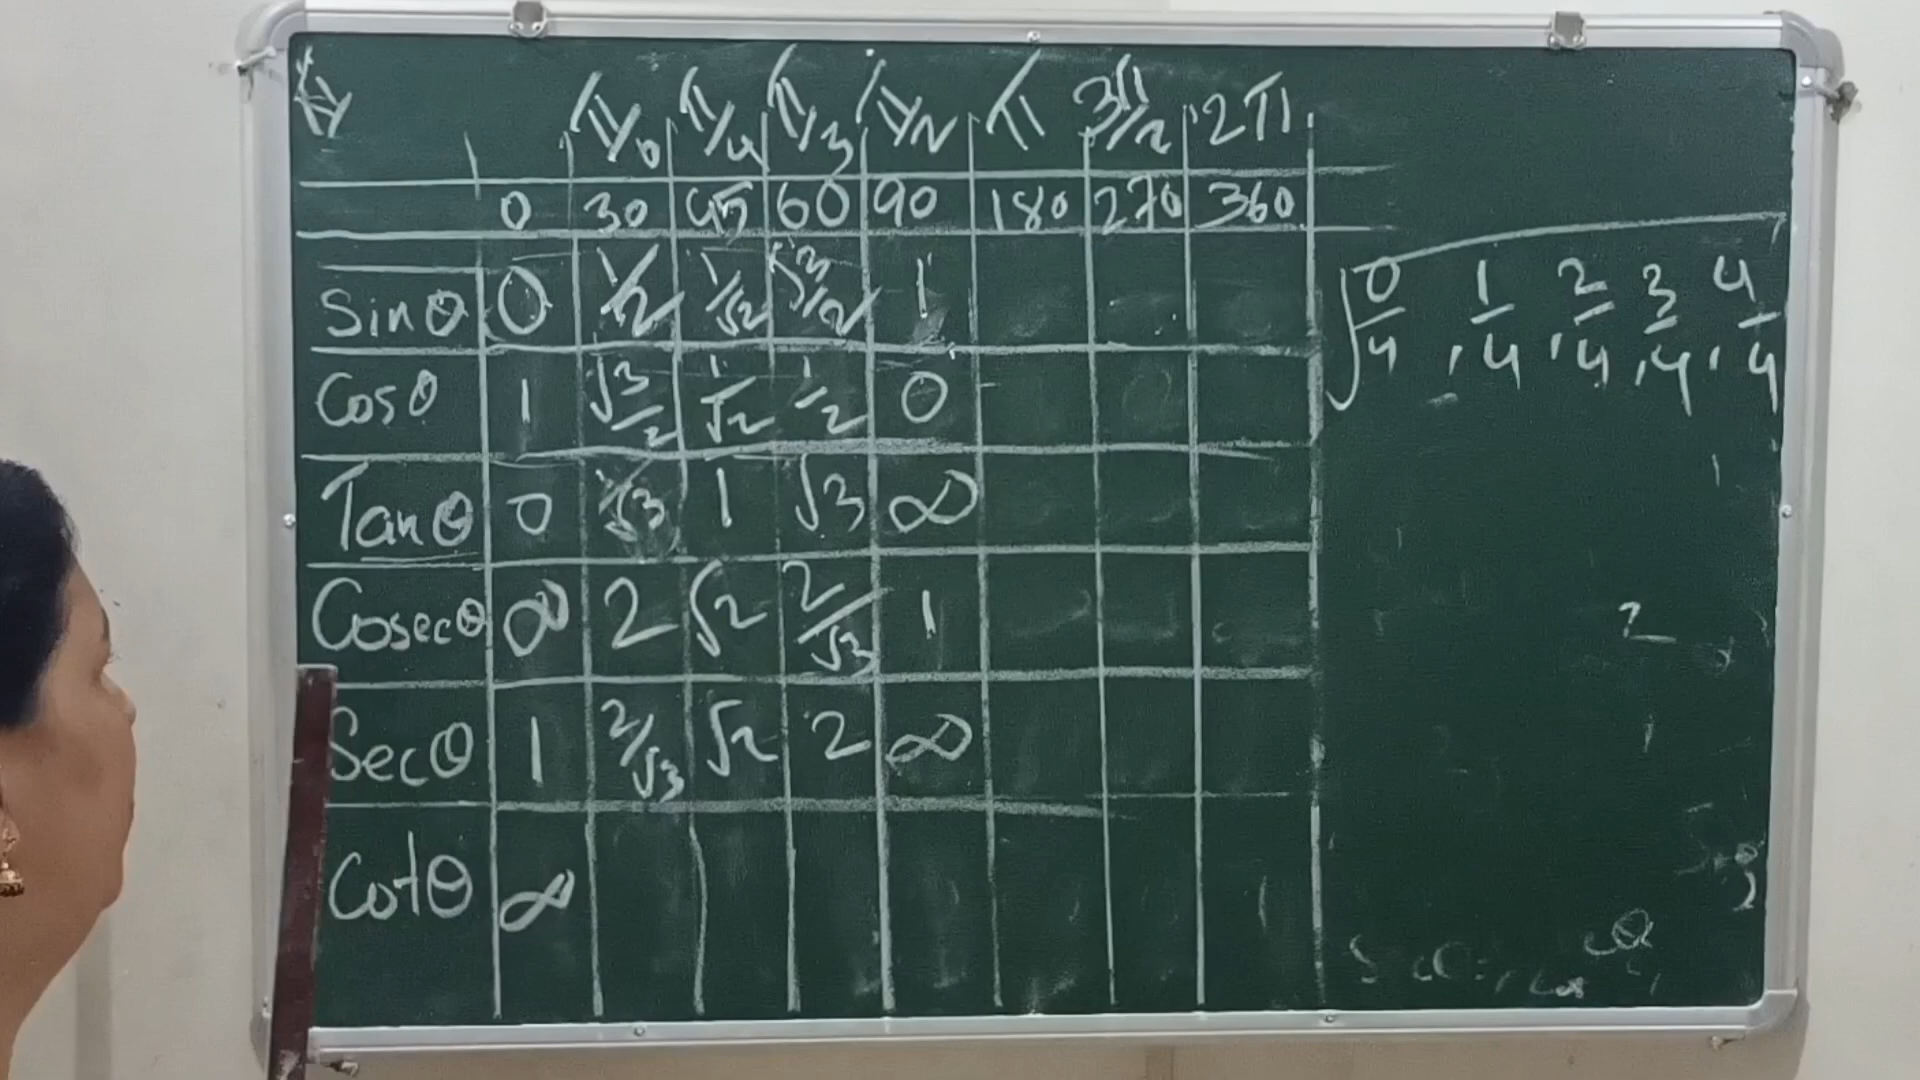 π/6 π/4 π/3 π/2 π 3π/2 2π
0 30 45 60 90 180 270 360
Sinθ 0 1/2 1/√2 √3/2 1
Cosθ 1 √3/2 1/√2 1/2 0
Tanθ 0 1/√3 1 √3 ∞
Cosecθ ∞ 2 √2 2/√3 1
Secθ 1 2/√3 √2 2 ∞
Cotθ ∞
√0/4 , 1/4 , 2/4 , 3/4 , 4/4